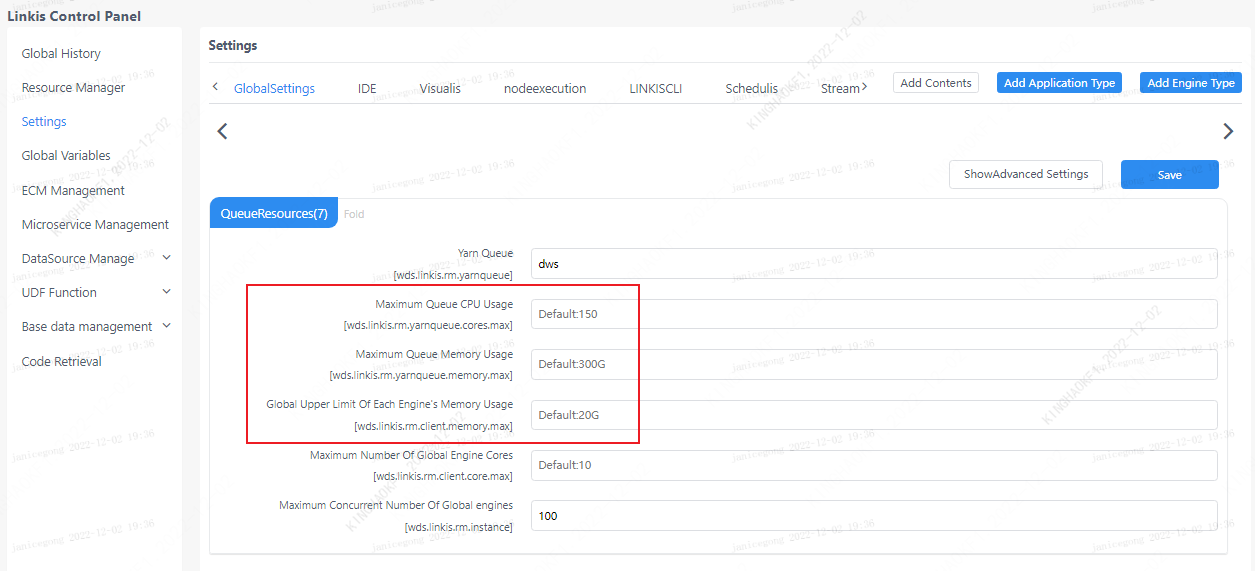 Linkis Control Panel
Global History
Resource Manager
Settings
Global Variables
ECM Management
Microservice Management
DataSource Manage
UDF Function
Base data management
Code Retrieval
Settings
GlobalSettings IDE Visualis nodeexecution LINKISCLI Schedulis Stream
Add Contents Add Application Type Add Engine Type
ShowAdvanced Settings Save
QueueResources(7) Fold
Yarn Queue
[wds.linkis.rm.yarnqueue]
dws
Maximum Queue CPU Usage
[wds.linkis.rm.yarnqueue.cores.max]
Default:150
Maximum Queue Memory Usage
[wds.linkis.rm.yarnqueue.memory.max]
Default:300G
Global Upper Limit Of Each Engine's Memory Usage
[wds.linkis.rm.client.memory.max]
Default:20G
Maximum Number Of Global Engine Cores
[wds.linkis.rm.client.core.max]
Default:10
Maximum Concurrent Number Of Global engines
[wds.linkis.rm.instance]
100
janicegong 2022-12-02 19:36
KINGHAOKF1, 2022-12-02